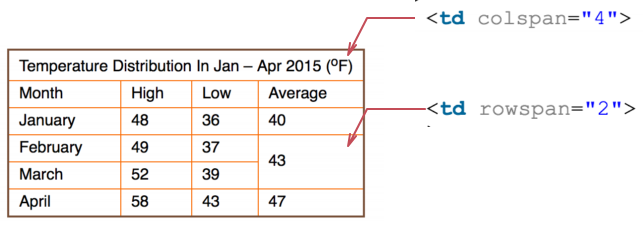 <td colspan="4">
Temperature Distribution In Jan – Apr 2015 (ºF)
Month High Low Average
January 48 36 40
<td rowspan="2">
February 49 37 43
March 52 39
April 58 43 47